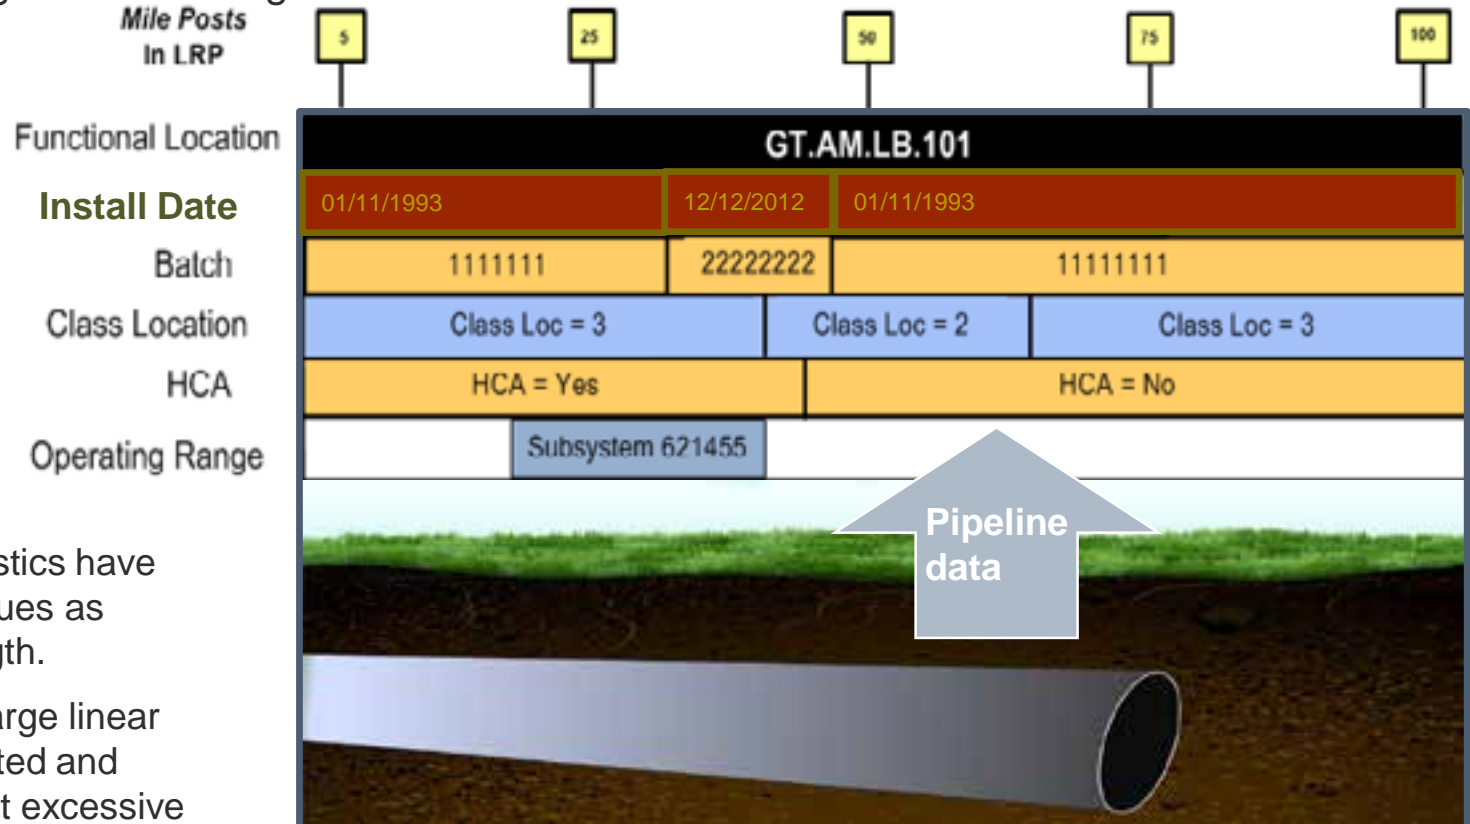 Mile Posts
In LRP
5 25 50 75 100
Functional Location GT.AM.LB.101
Install Date 01/11/1993 12/12/2012 01/11/1993
Batch 1111111 22222222 11111111
Class Location Class Loc = 3 Class Loc = 2 Class Loc = 3
HCA HCA = Yes HCA = No
Operating Range Subsystem 621455
Pipeline
data
stics have
ues as
gth.
arge linear
ted and
t excessive